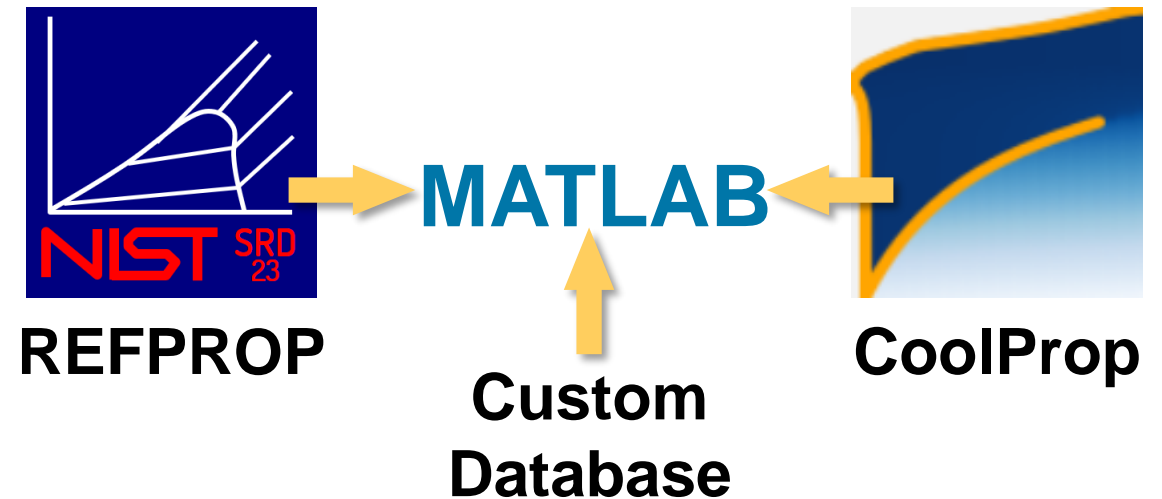 MATLAB
NIST SRD
23
REFPROP
CoolProp
Custom
Database